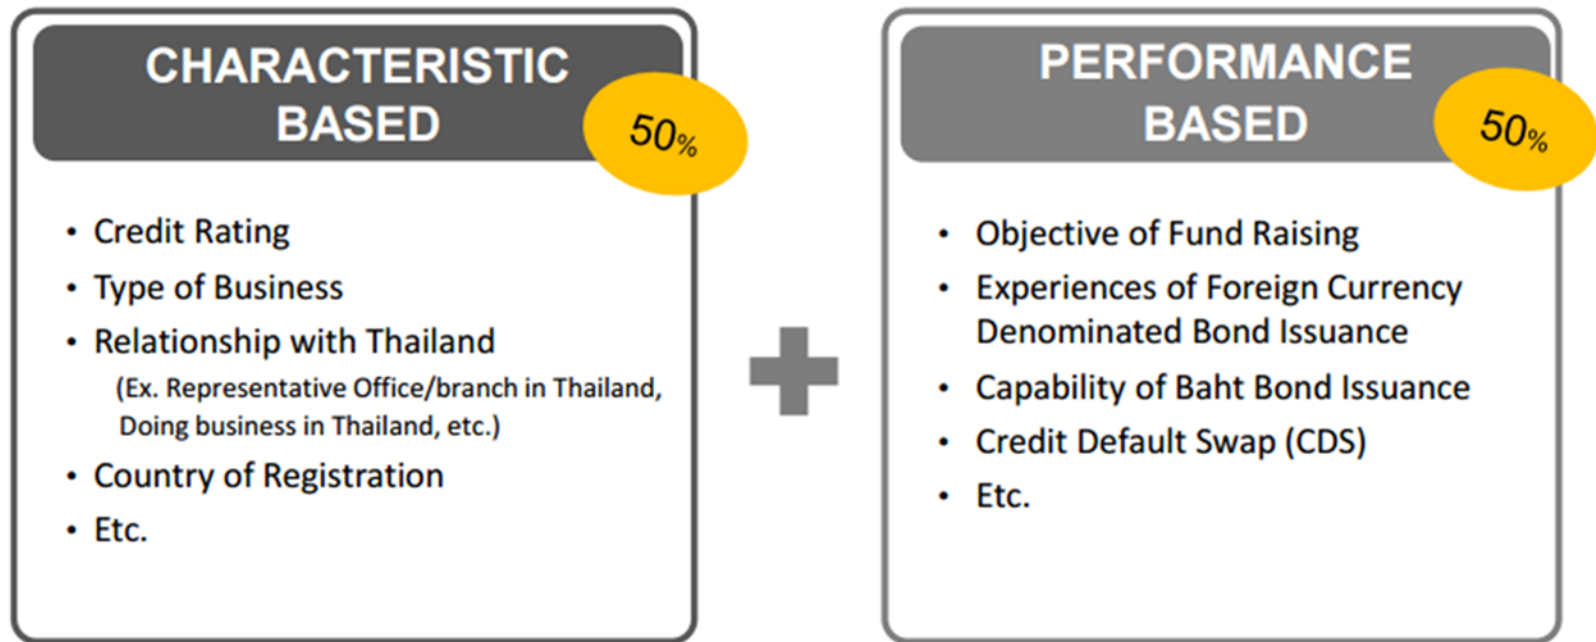 CHARACTERISTIC
BASED
50%
• Credit Rating
• Type of Business
• Relationship with Thailand
(Ex. Representative Office/branch in Thailand,
Doing business in Thailand, etc.)
• Country of Registration
• Etc.
PERFORMANCE
BASED
50%
• Objective of Fund Raising
• Experiences of Foreign Currency
Denominated Bond Issuance
• Capability of Baht Bond Issuance
• Credit Default Swap (CDS)
• Etc.